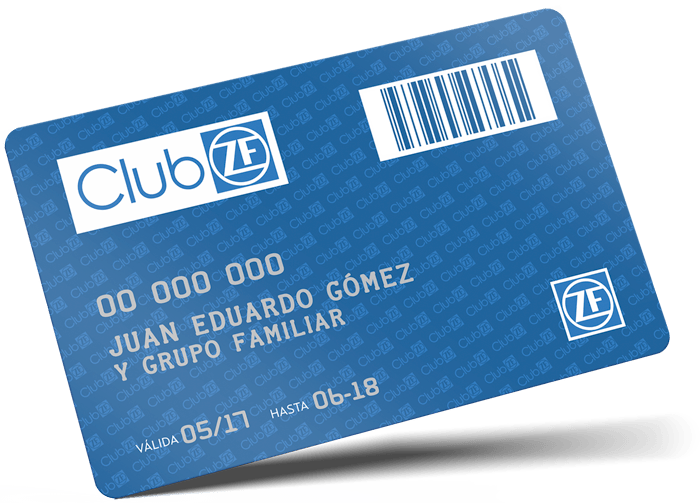 Club ZF
00 000 000
JUAN EDUARDO GÓMEZ
Y GRUPO FAMILIAR
VÁLIDA 05/17 HASTA 06-18
ZF